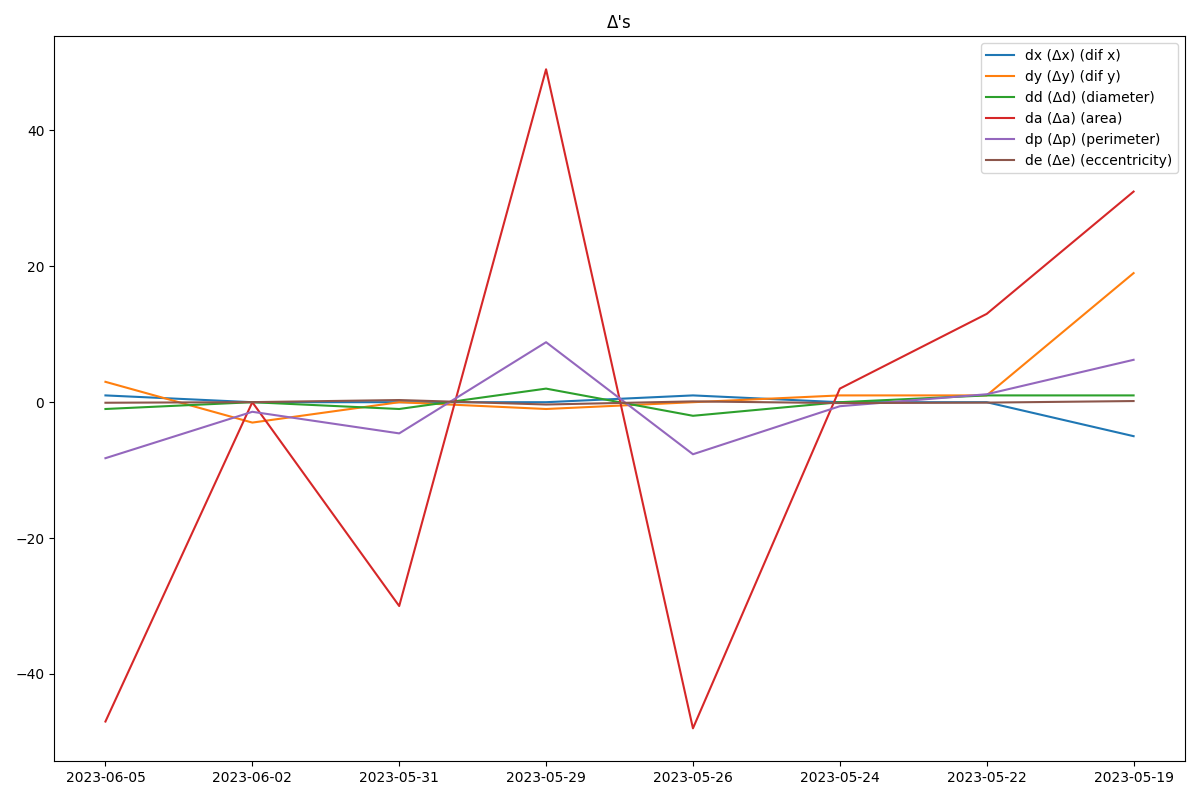 Δ's
dx (Δx) (dif x)
dy (Δy) (dif y)
dd (Δd) (diameter)
da (Δa) (area)
dp (Δp) (perimeter)
de (Δe) (eccentricity)
40
20
0
−20
−40
2023-06-05 2023-06-02 2023-05-31 2023-05-29 2023-05-26 2023-05-24 2023-05-22 2023-05-19